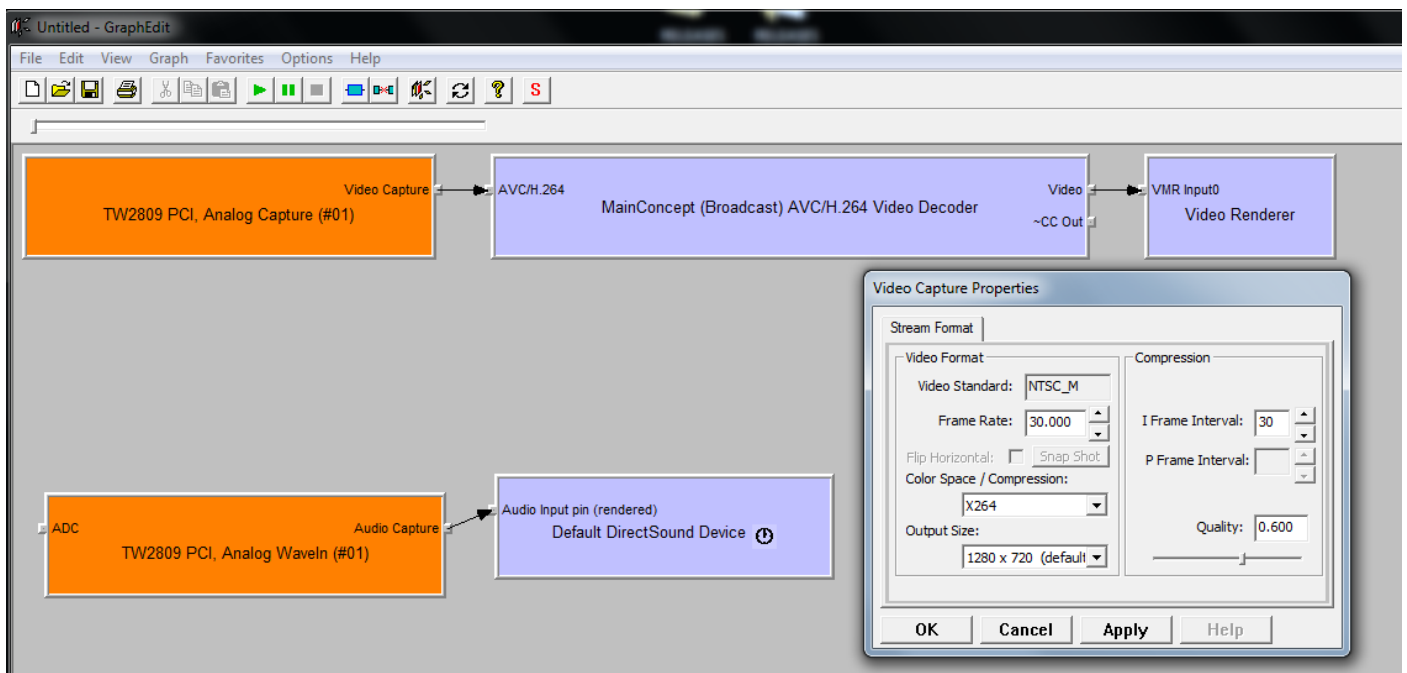 Untitled - GraphEdit
File Edit View Graph Favorites Options Help
S
Video Capture
TW2809 PCI, Analog Capture (#01)
AVC/H.264
MainConcept (Broadcast) AVC/H.264 Video Decoder
Video
~CC Out
VMR Input0
Video Renderer
ADC
Audio Capture
TW2809 PCI, Analog WaveIn (#01)
Audio Input pin (rendered)
Default DirectSound Device
Video Capture Properties
Stream Format
Video Format
Video Standard: NTSC_M
Frame Rate: 30.000
Flip Horizontal: Snap Shot
Color Space / Compression:
X264
Output Size:
1280 x 720 (default
Compression
I Frame Interval: 30
P Frame Interval:
Quality: 0.600
OK Cancel Apply Help